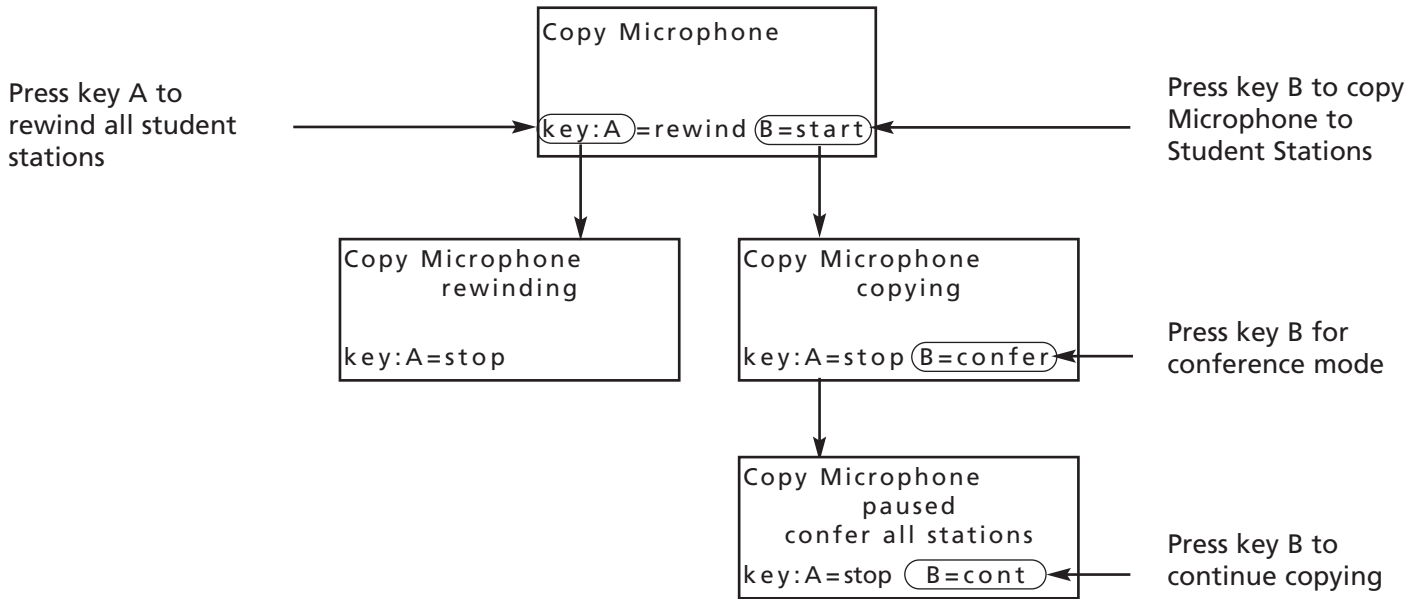 Copy Microphone
key:A=rewind B=start
Press key A to
rewind all student
stations
Press key B to copy
Microphone to
Student Stations
Copy Microphone
rewinding
key:A=stop
Copy Microphone
copying
key:A=stop B=confer
Press key B for
conference mode
Copy Microphone
paused
confer all stations
key:A=stop B=cont
Press key B to
continue copying